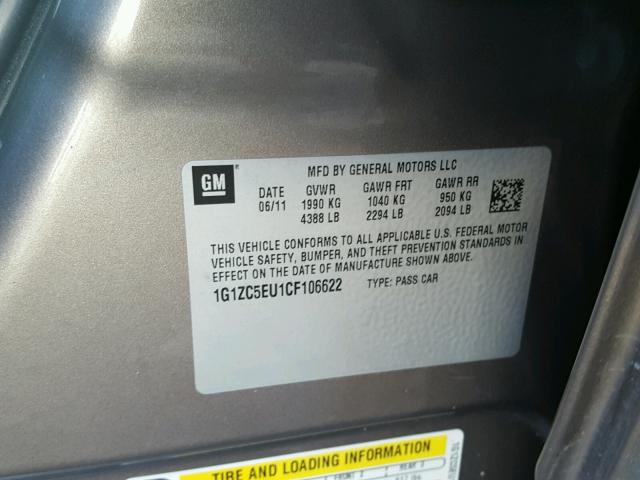 GM
MFD BY GENERAL MOTORS LLC
DATE GVWR GAWR FRT GAWR RR
06/11 1990 KG 1040 KG 950 KG
4388 LB 2294 LB 2094 LB
THIS VEHICLE CONFORMS TO ALL APPLICABLE U.S. FEDERAL MOTOR
VEHICLE SAFETY, BUMPER, AND THEFT PREVENTION STANDARDS IN
EFFECT ON THE DATE OF MANUFACTURE SHOWN ABOVE.
1G1ZC5EU1CF106622 TYPE: PASS CAR
TIRE AND LOADING INFORMATION